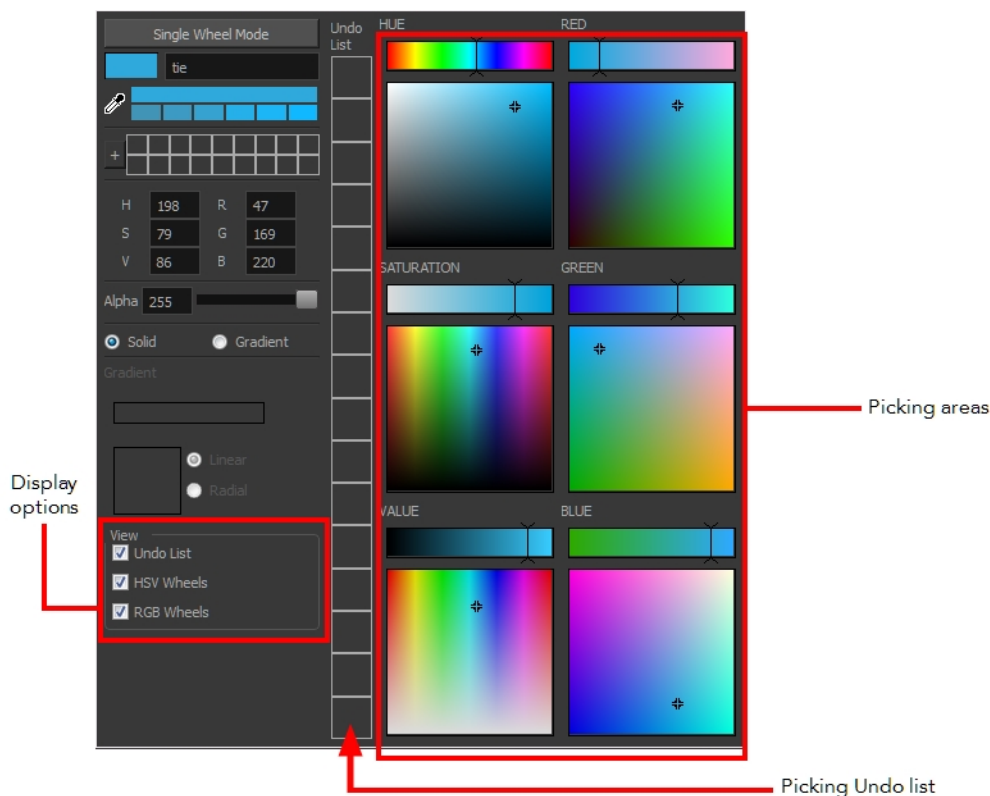 Single Wheel Mode
tie
+
H 198 R 47
S 79 G 169
V 86 B 220
Alpha 255
Solid Gradient
Gradient
Linear
Radial
View
Undo List
HSV Wheels
RGB Wheels
Undo
List
HUE
RED
SATURATION
GREEN
VALUE
BLUE
Display
options
Picking areas
Picking Undo list